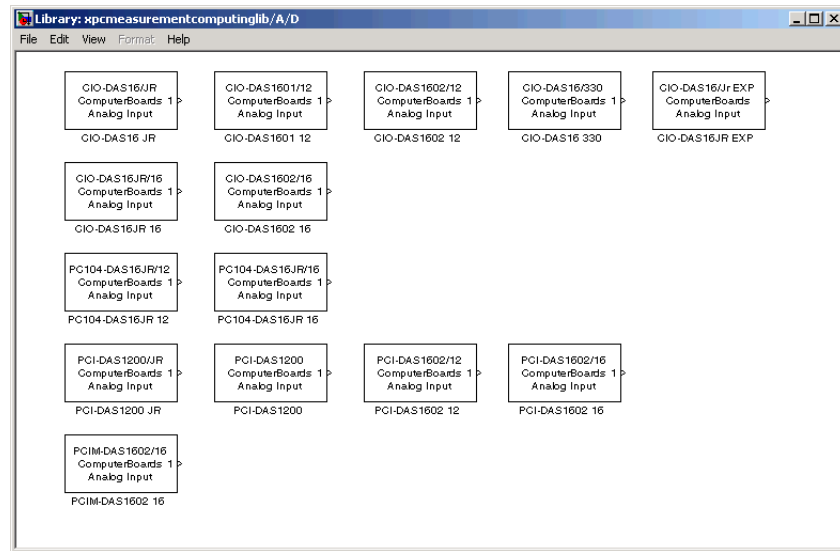 Library: xpcmeasurementcomputinglib/A/D
File Edit View Format Help
CIO-DAS16/JR
ComputerBoards 1
Analog Input
CIO-DAS16 JR
CIO-DAS1601/12
ComputerBoards 1
Analog Input
CIO-DAS1601 12
CIO-DAS1602/12
ComputerBoards 1
Analog Input
CIO-DAS1602 12
CIO-DAS16/330
ComputerBoards 1
Analog Input
CIO-DAS16 330
CIO-DAS16/Jr EXP
ComputerBoards
Analog Input
CIO-DAS16JR EXP
CIO-DAS16JR/16
ComputerBoards 1
Analog Input
CIO-DAS16JR 16
CIO-DAS1602/16
ComputerBoards 1
Analog Input
CIO-DAS1602 16
PC104-DAS16JR/12
ComputerBoards 1
Analog Input
PC104-DAS16JR 12
PC104-DAS16JR/16
ComputerBoards 1
Analog Input
PC104-DAS16JR 16
PCI-DAS1200/JR
ComputerBoards 1
Analog Input
PCI-DAS1200 JR
PCI-DAS1200
ComputerBoards 1
Analog Input
PCI-DAS1200
PCI-DAS1602/12
ComputerBoards 1
Analog Input
PCI-DAS1602 12
PCI-DAS1602/16
ComputerBoards 1
Analog Input
PCI-DAS1602 16
PCIM-DAS1602/16
ComputerBoards 1
Analog Input
PCIM-DAS1602 16